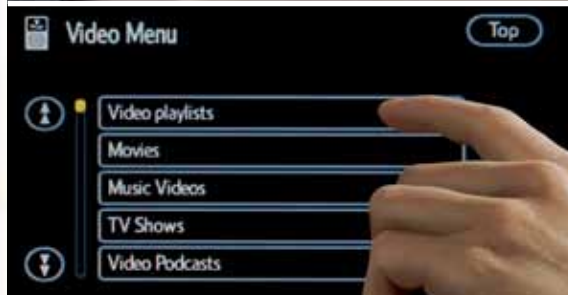 Video Menu
Top
Video playlists
Movies
Music Videos
TV Shows
Video Podcasts